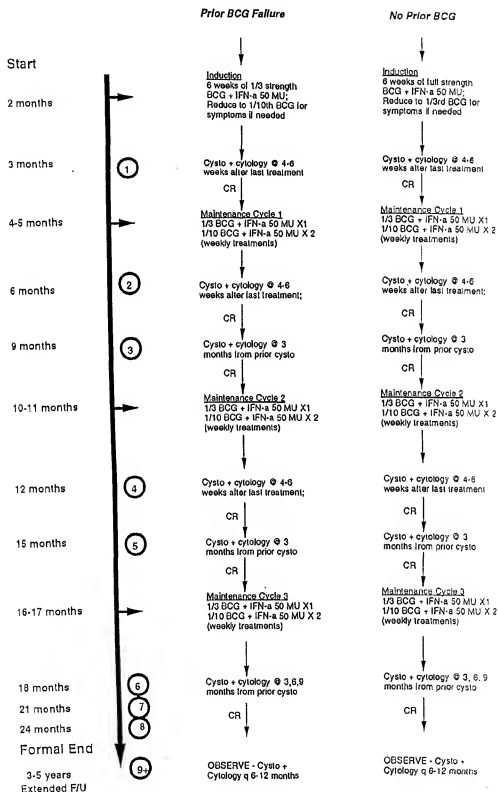 Prior BCG Failure
No Prior BCG
Start
2 months
3 months
4-5 months
6 months
9 months
10-11 months
12 months
15 months
16-17 months
18 months
21 months
24 months
Formal End
3-5 years
Extended F/U
1
2
3
4
5
6
7
8
9+
Induction
6 weeks of 1/3 strength
BCG + IFN-a 50 MU;
Reduce to 1/10th BCG for
symptoms if needed
Cysto + cytology @ 4-6
weeks after last treatment
CR
Maintenance Cycle 1
1/3 BCG + IFN-a 50 MU X1
1/10 BCG + IFN-a 50 MU X 2
(weekly treatments)
Cysto + cytology @ 4-6
weeks after last treatment;
CR
Cysto + cytology @ 3
months from prior cysto
CR
Maintenance Cycle 2
1/3 BCG + IFN-a 50 MU X1
1/10 BCG + IFN-a 50 MU X 2
(weekly treatments)
Cysto + cytology @ 4-6
weeks after last treatment;
CR
Cysto + cytology @ 3
months from prior cysto
CR
Maintenance Cycle 3
1/3 BCG + IFN-a 50 MU X1
1/10 BCG + IFN-a 50 MU X 2
(weekly treatments)
Cysto + cytology @ 3,6,9
months from prior cysto
CR
OBSERVE - Cysto +
Cytology q 6-12 months
Induction
6 weeks of full strength
BCG + IFN-a 50 MU;
Reduce to 1/3rd BCG for
symptoms if needed
Cysto + cytology @ 4-6
weeks after last treatment
CR
Maintenance Cycle 1
1/3 BCG + IFN-a 50 MU X1
1/10 BCG + IFN-a 50 MU X 2
(weekly treatments)
Cysto + cytology @ 4-6
weeks after last treatment;
CR
Cysto + cytology @ 3
months from prior cysto
CR
Maintenance Cycle 2
1/3 BCG + IFN-a 50 MU X1
1/10 BCG + IFN-a 50 MU X 2
(weekly treatments)
Cysto + cytology @ 4-6
weeks after last treatment
CR
Cysto + cytology @ 3
months from prior cysto
CR
Maintenance Cycle 3
1/3 BCG + IFN-a 50 MU X1
1/10 BCG + IFN-a 50 MU X 2
(weekly treatments)
Cysto + cytology @ 3, 6, 9
months from prior cysto
CR
OBSERVE - Cysto +
Cytology q 6-12 months